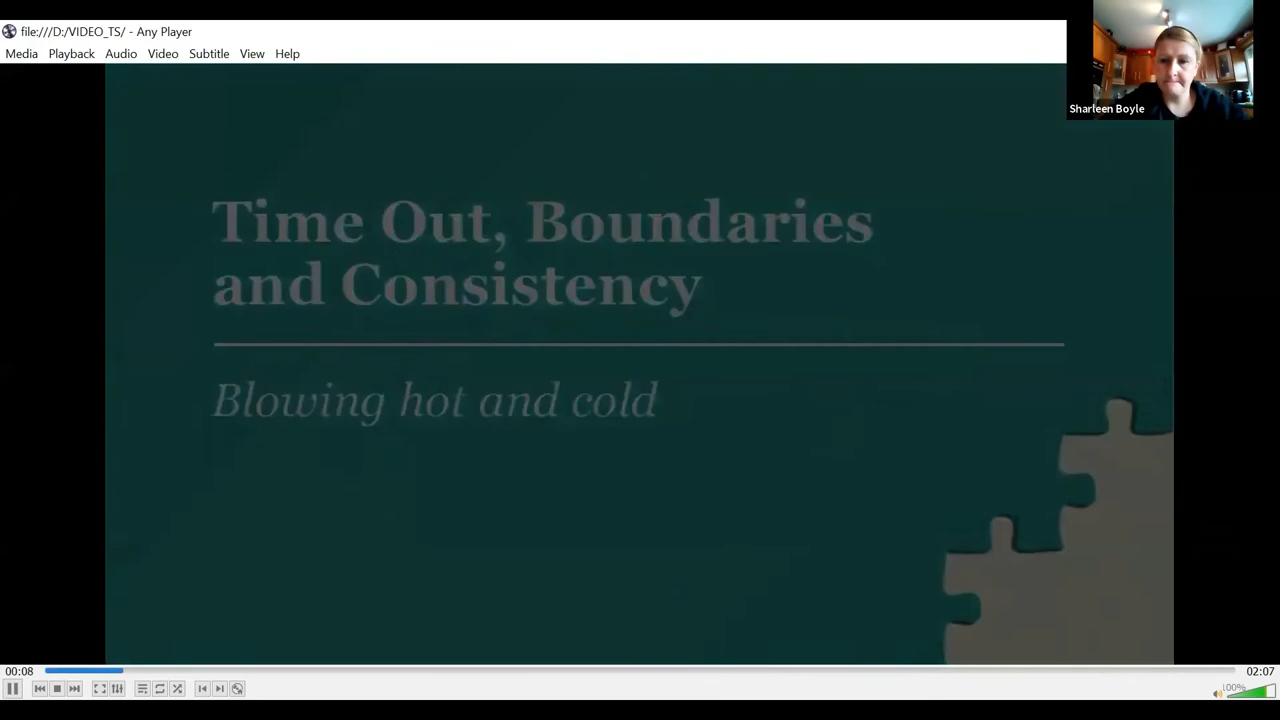 file:///D:/VIDEO_TS/ - Any Player
Media Playback Audio Video Subtitle View Help
Sharleen Boyle
Time Out, Boundaries
and Consistency
Blowing hot and cold
00:08
02:07
100%